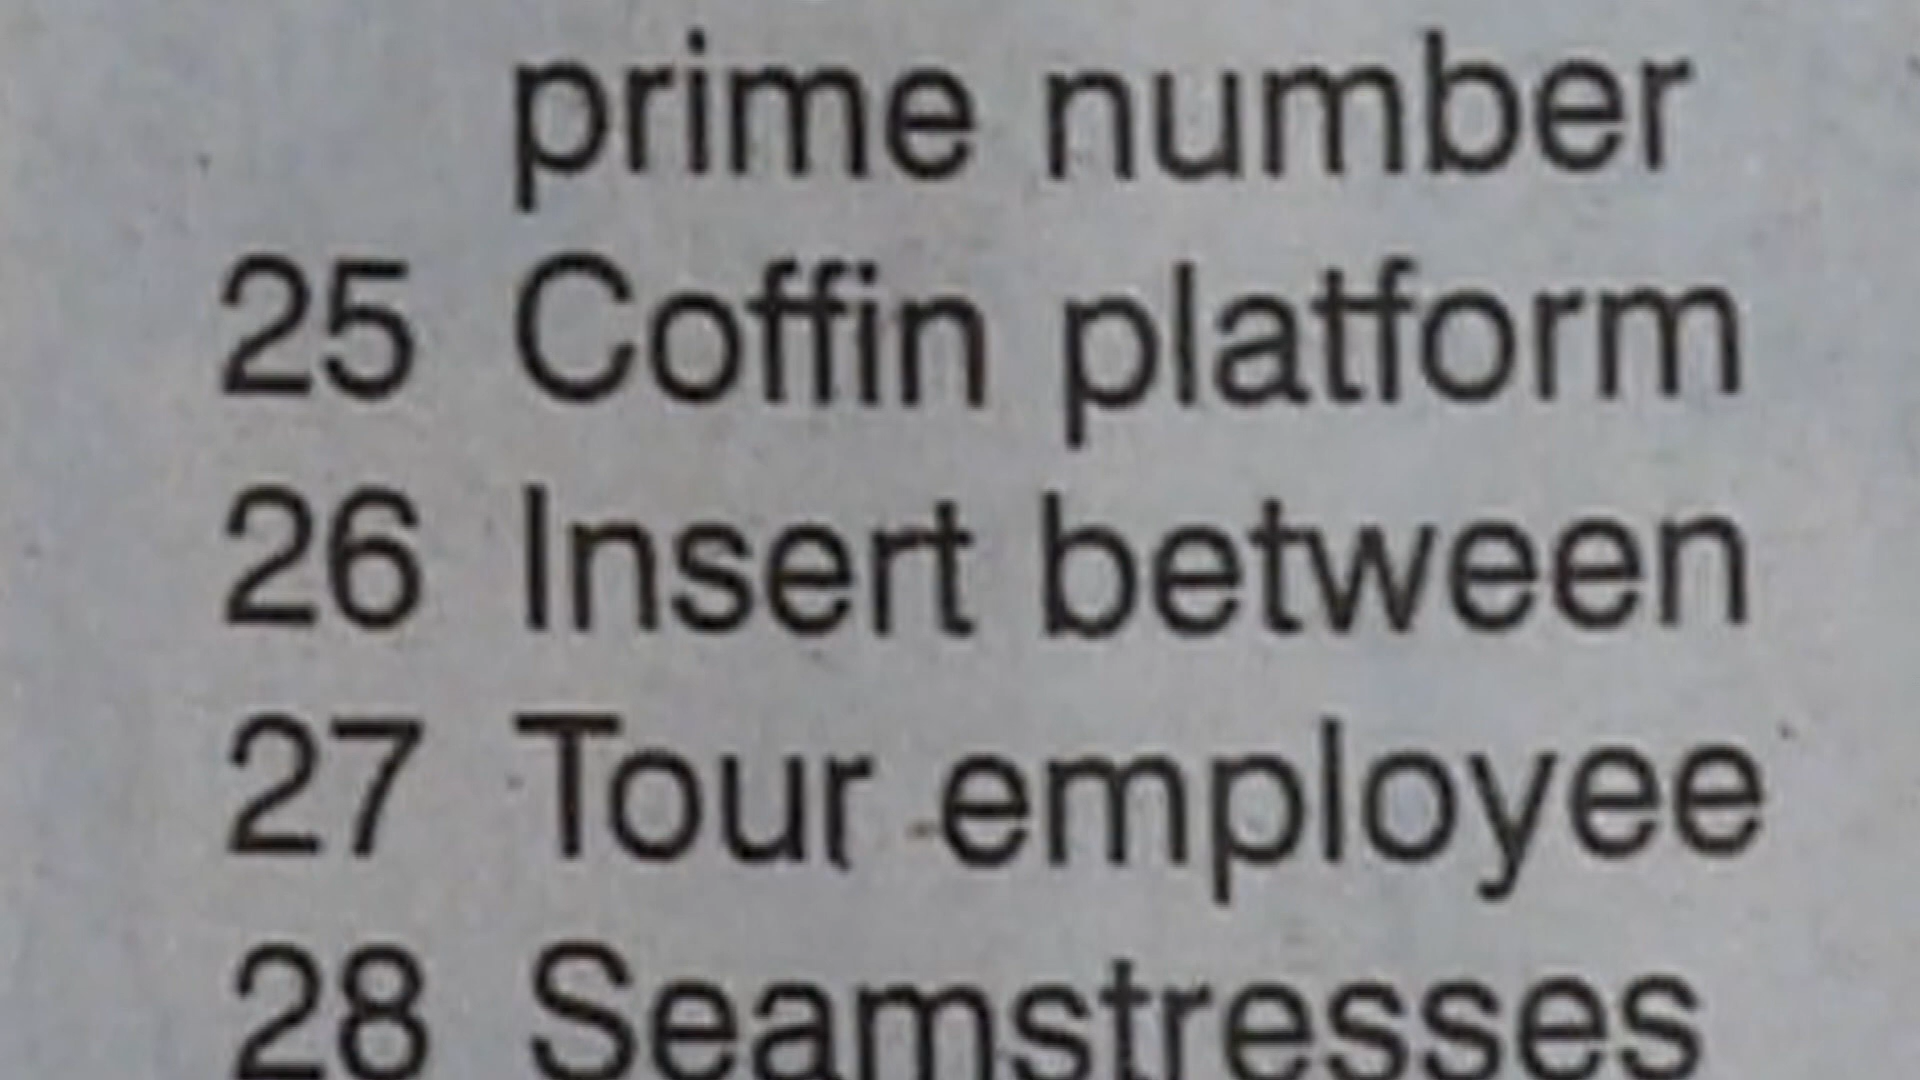 prime number
25 Coffin platform
26 Insert between
27 Tour employee
28 Seamstresses